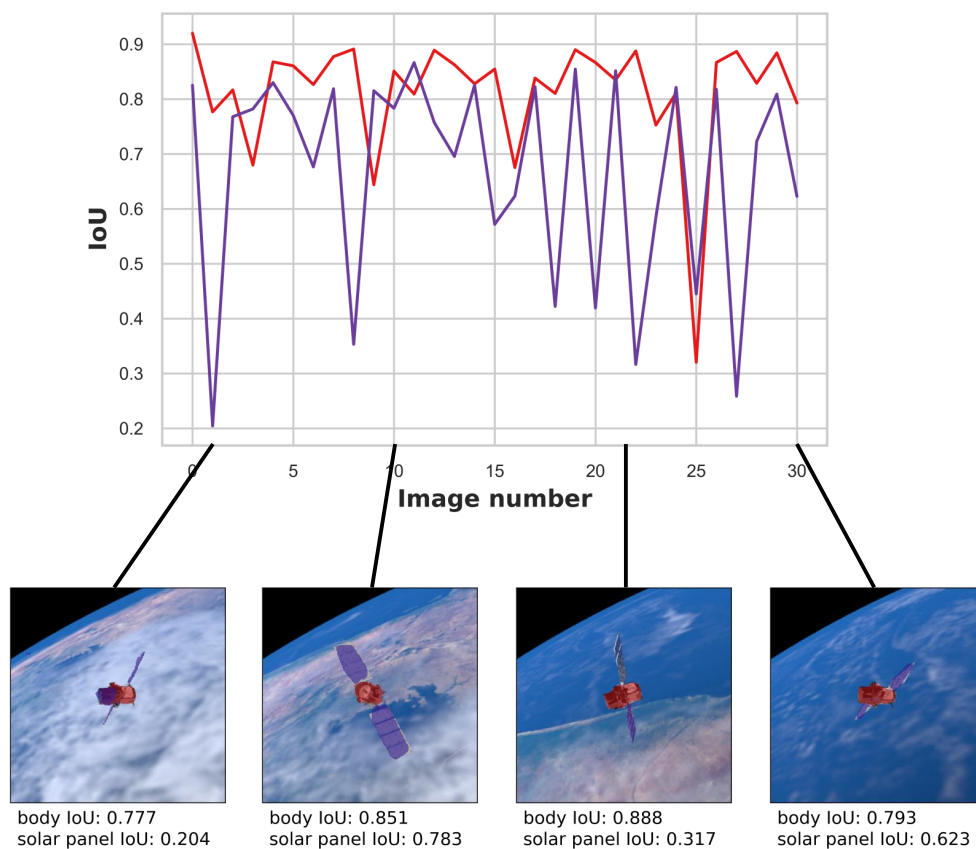 0.9
0.8
0.7
0.6
0.5
0.4
0.3
0.2
IoU
0 5 10 15 20 25 30
Image number
body IoU: 0.777
solar panel IoU: 0.204
body IoU: 0.851
solar panel IoU: 0.783
body IoU: 0.888
solar panel IoU: 0.317
body IoU: 0.793
solar panel IoU: 0.623